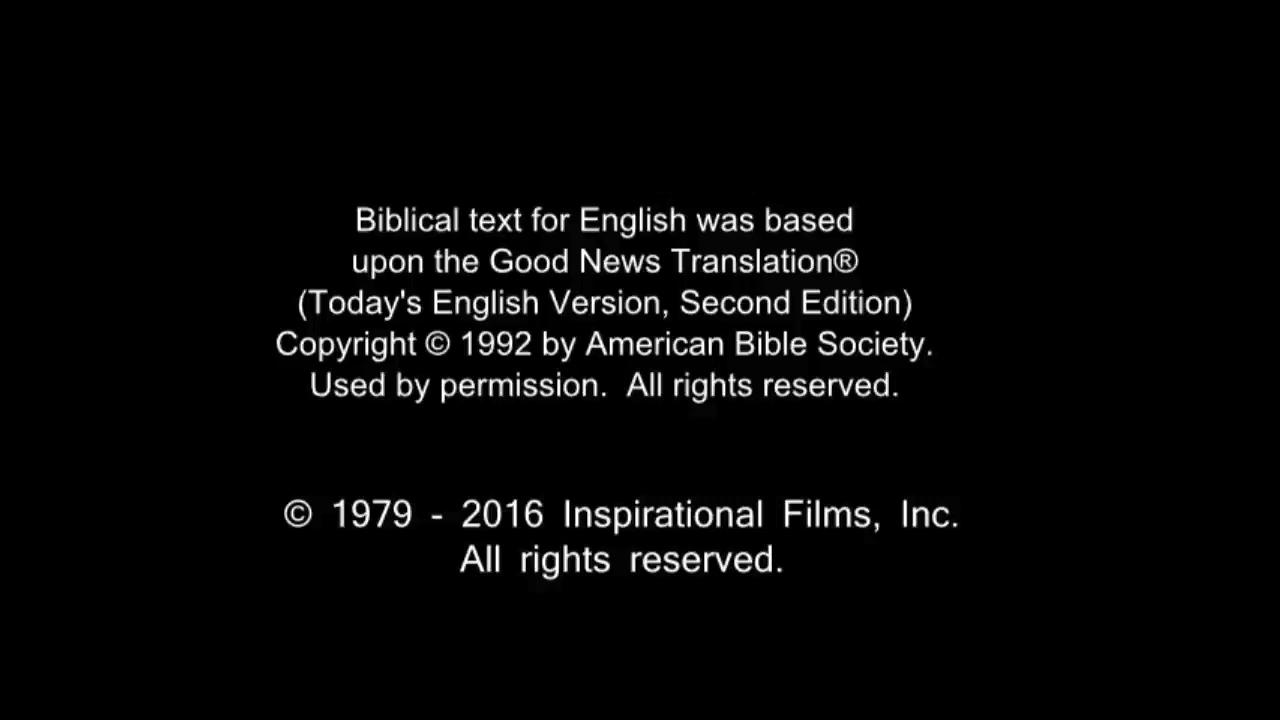 Biblical text for English was based
upon the Good News Translation®
(Today's English Version, Second Edition)
Copyright © 1992 by American Bible Society.
Used by permission.  All rights reserved.
© 1979 - 2016 Inspirational Films, Inc.
All rights reserved.